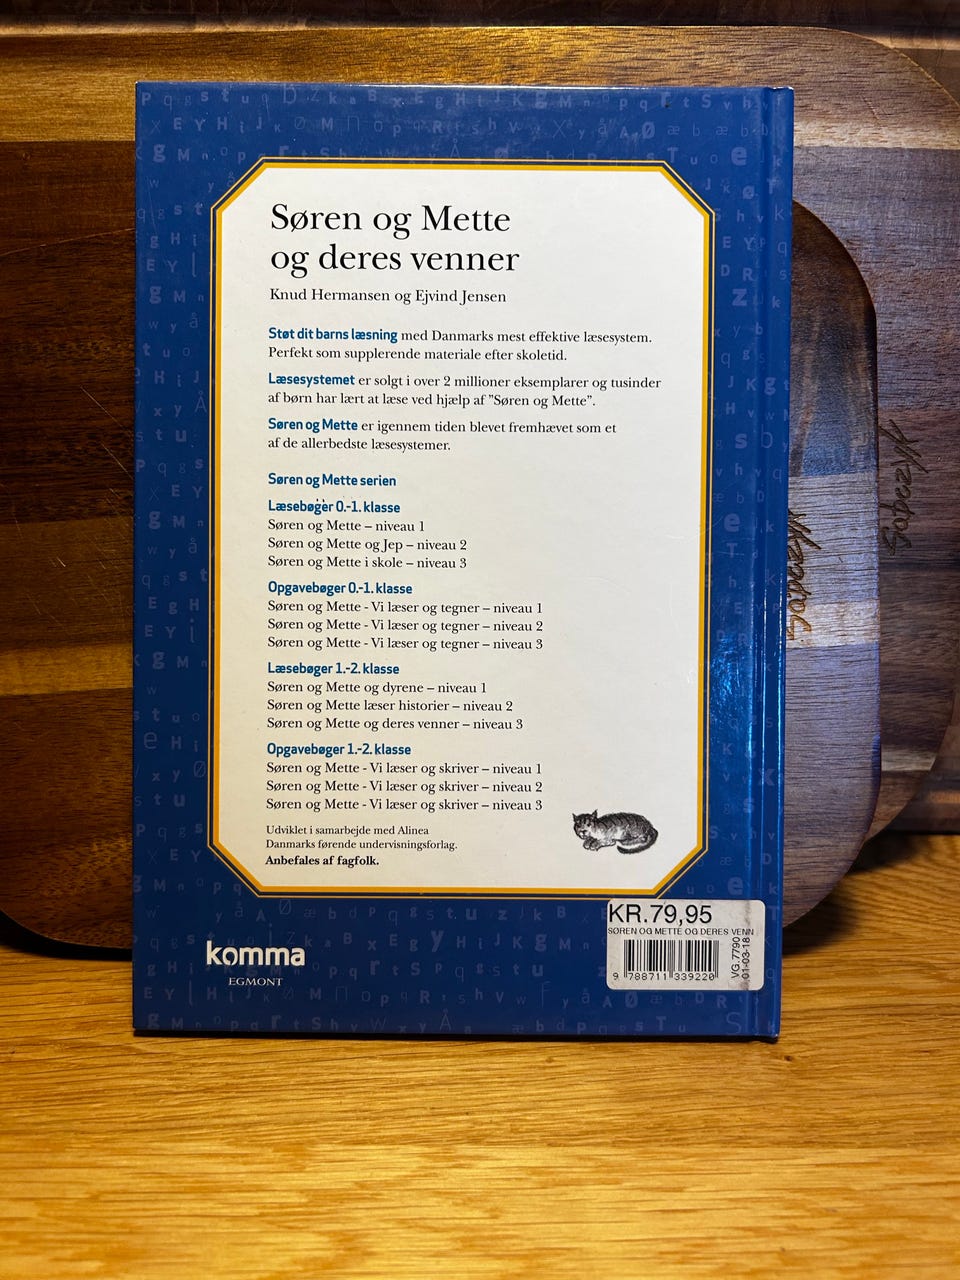 Søren og Mette
og deres venner
Knud Hermansen og Ejvind Jensen
Støt dit barns læsning med Danmarks mest effektive læsesystem.
Perfekt som supplerende materiale efter skoletid.
Læsesystemet er solgt i over 2 millioner eksemplarer og tusinder
af børn har lært at læse ved hjælp af ”Søren og Mette”.
Søren og Mette er igennem tiden blevet fremhævet som et
af de allerbedste læsesystemer.
Søren og Mette serien
Læsebøger 0.-1. klasse
Søren og Mette – niveau 1
Søren og Mette og Jep – niveau 2
Søren og Mette i skole – niveau 3
Opgavebøger 0.-1. klasse
Søren og Mette - Vi læser og tegner – niveau 1
Søren og Mette - Vi læser og tegner – niveau 2
Søren og Mette - Vi læser og tegner – niveau 3
Læsebøger 1.-2. klasse
Søren og Mette og dyrene – niveau 1
Søren og Mette læser historier – niveau 2
Søren og Mette og deres venner – niveau 3
Opgavebøger 1.-2. klasse
Søren og Mette - Vi læser og skriver – niveau 1
Søren og Mette - Vi læser og skriver – niveau 2
Søren og Mette - Vi læser og skriver – niveau 3
Udviklet i samarbejde med Alinea
Danmarks førende undervisningsforlag.
Anbefales af fagfolk.
komma
EGMONT
KR.79,95
SØREN OG METTE OG DERES VENN
9 788711 339220
VG.7790
01-03-18